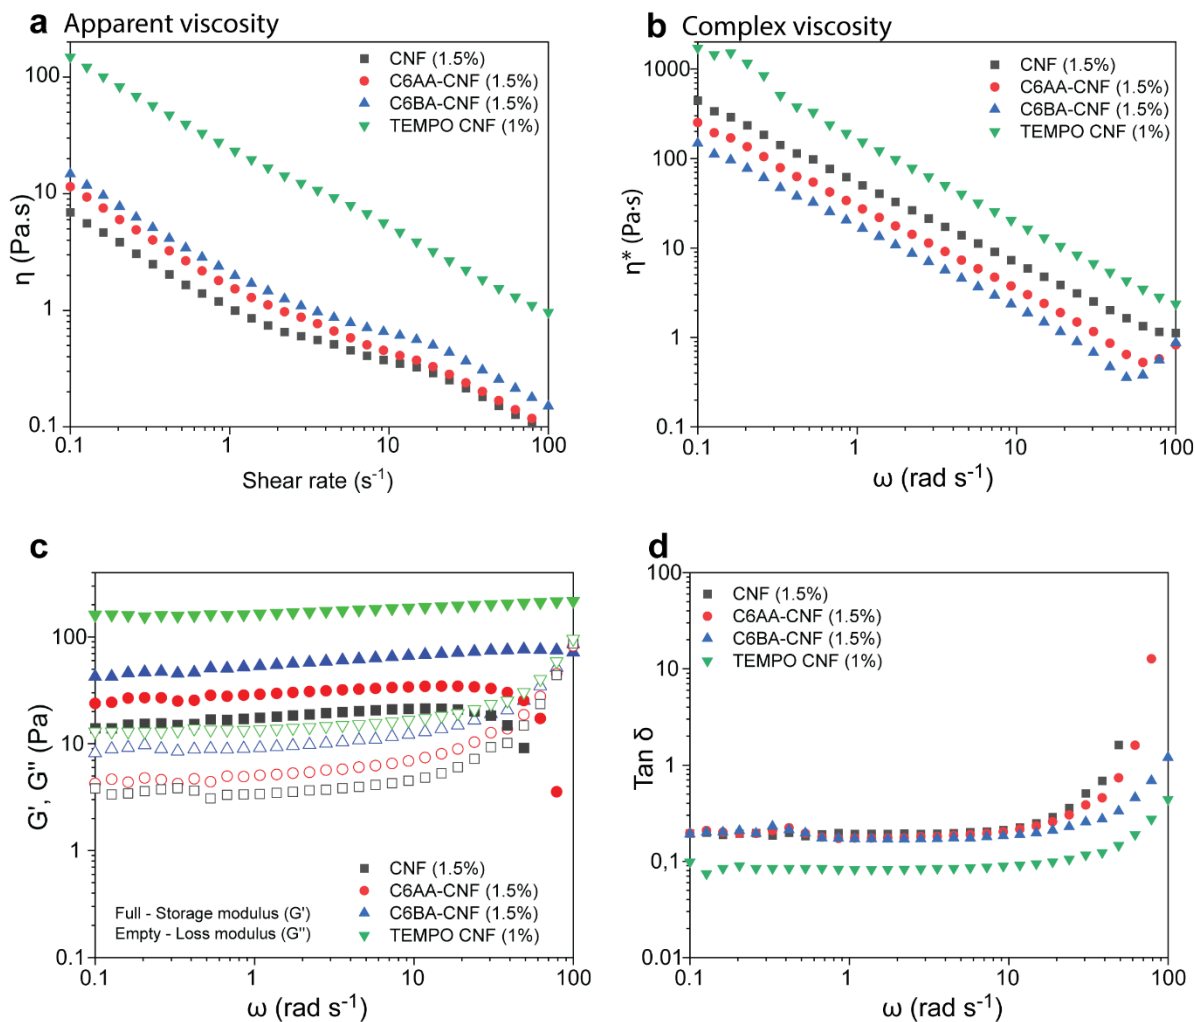 a Apparent viscosity
CNF (1.5%)
C6AA-CNF (1.5%)
C6BA-CNF (1.5%)
TEMPO CNF (1%)
η (Pa.s)
100
10
1
0.1
0.1 1 10 100
Shear rate (s⁻¹)
b Complex viscosity
CNF (1.5%)
C6AA-CNF (1.5%)
C6BA-CNF (1.5%)
TEMPO CNF (1%)
η* (Pa·s)
1000
100
10
1
0.1
0.1 1 10 100
ω (rad s⁻¹)
c
G', G'' (Pa)
100
10
1
0.1
CNF (1.5%)
C6AA-CNF (1.5%)
C6BA-CNF (1.5%)
TEMPO CNF (1%)
Full - Storage modulus (G')
Empty - Loss modulus (G'')
0.1 1 10 100
ω (rad s⁻¹)
d
CNF (1.5%)
C6AA-CNF (1.5%)
C6BA-CNF (1.5%)
TEMPO CNF (1%)
Tan δ
100
10
1
0,1
0.01
0.1 1 10 100
ω (rad s⁻¹)